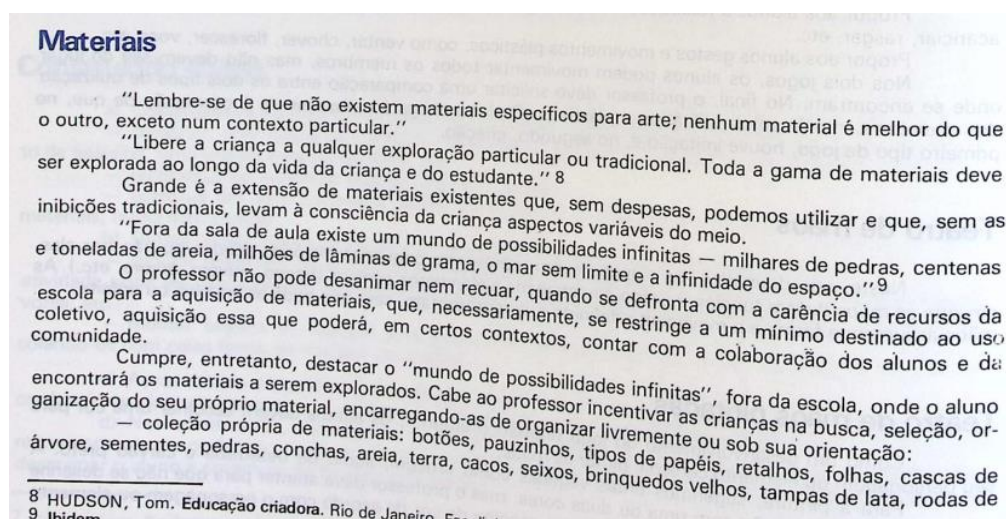 Materiais
"Lembre-se de que não existem materiais específicos para arte; nenhum material é melhor do que
o outro, exceto num contexto particular."
"Libere a criança a qualquer exploração particular ou tradicional. Toda a gama de materiais deve
ser explorada ao longo da vida da criança e do estudante." 8
Grande é a extensão de materiais existentes que, sem despesas, podemos utilizar e que, sem as
inibições tradicionais, levam à consciência da criança aspectos variáveis do meio.
"Fora da sala de aula existe um mundo de possibilidades infinitas — milhares de pedras, centenas
e toneladas de areia, milhões de lâminas de grama, o mar sem limite e a infinidade do espaço." 9
O professor não pode desanimar nem recuar, quando se defronta com a carência de recursos da
escola para a aquisição de materiais, que, necessariamente, se restringe a um mínimo destinado ao uso
coletivo, aquisição essa que poderá, em certos contextos, contar com a colaboração dos alunos e da
comunidade.
Cumpre, entretanto, destacar o "mundo de possibilidades infinitas", fora da escola, onde o aluno
encontrará os materiais a serem explorados. Cabe ao professor incentivar as crianças na busca, seleção, or-
ganização do seu próprio material, encarregando-as de organizar livremente ou sob sua orientação:
— coleção própria de materiais: botões, pauzinhos, tipos de papéis, retalhos, folhas, cascas de
árvore, sementes, pedras, conchas, areia, terra, cacos, seixos, brinquedos velhos, tampas de lata, rodas de
8 HUDSON, Tom. Educação criadora. Rio de Janeiro,
9 Ibidem